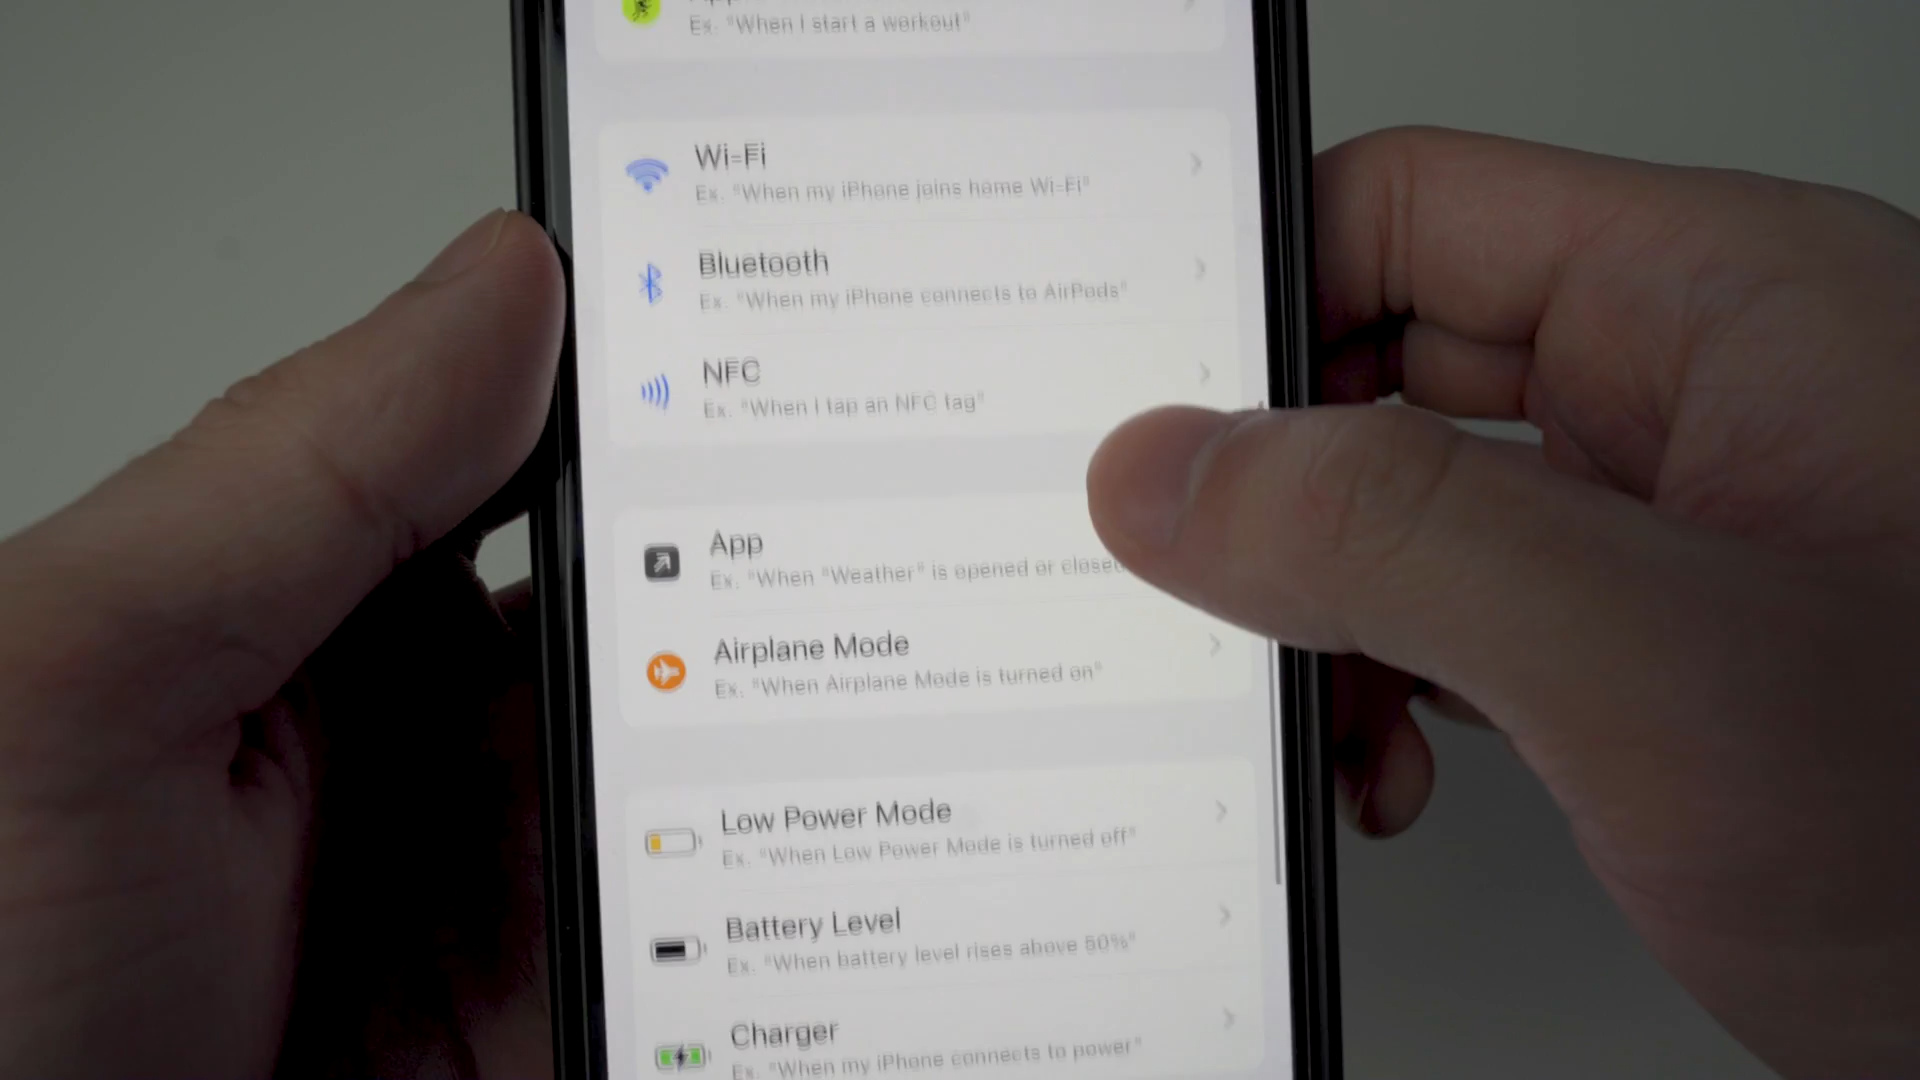 Ex. "When I start a workout"
Wi-Fi
Ex. "When my iPhone joins home Wi-Fi"
Bluetooth
Ex. "When my iPhone connects to AirPods"
NFC
Ex. "When I tap an NFC tag"
App
Ex. "When "Weather" is opened or closed
Airplane Mode
Ex. "When Airplane Mode is turned on"
Low Power Mode
Ex. "When Low Power Mode is turned off"
Battery Level
Ex. "When battery level rises above 50%"
Charger
Ex. "When my iPhone connects to power"